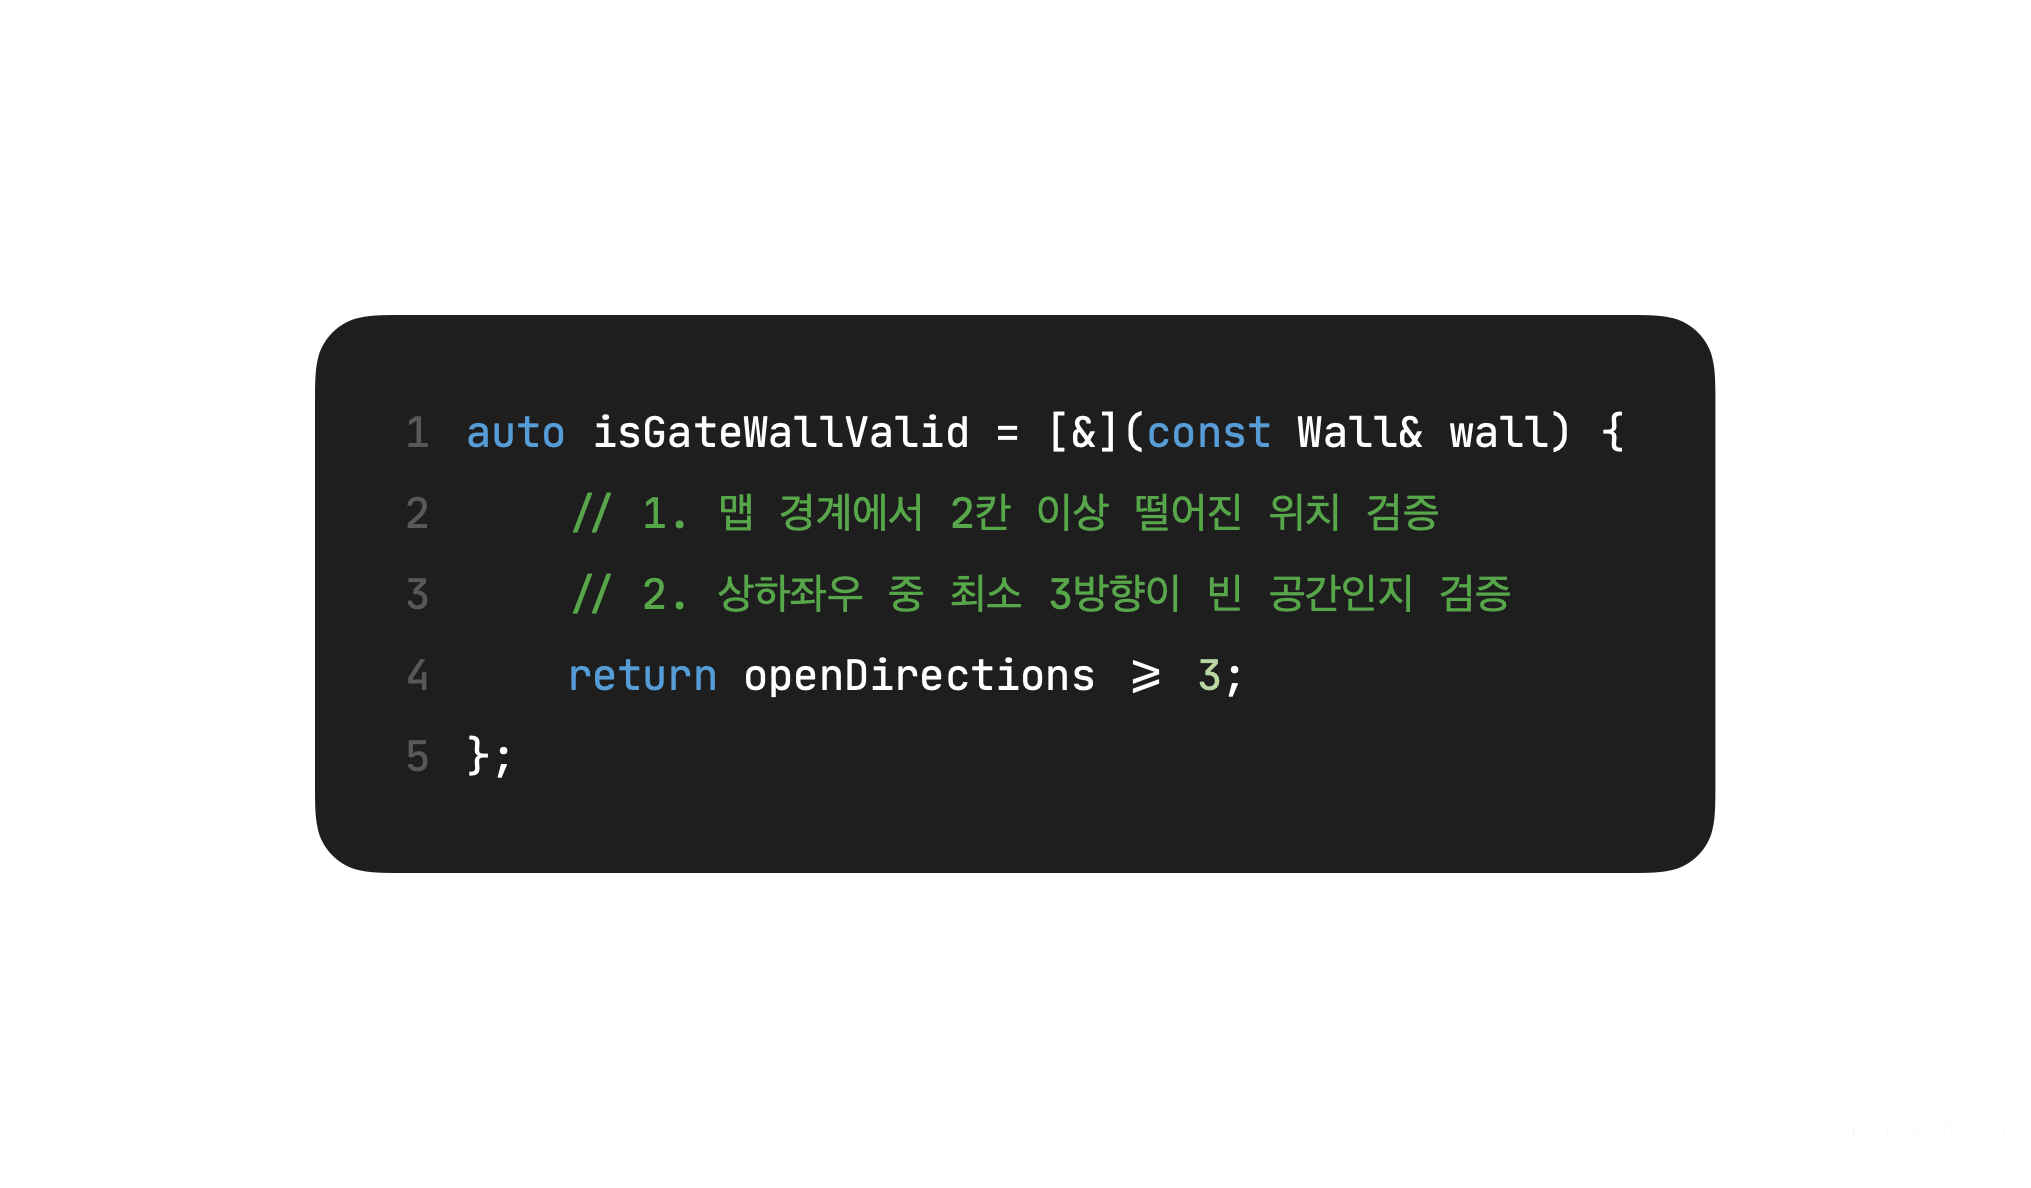 1 auto isGateWallValid = [&](const Wall& wall) {
2 // 1. 맵 경계에서 2칸 이상 떨어진 위치 검증
3 // 2. 상하좌우 중 최소 3방향이 빈 공간인지 검증
4 return openDirections >= 3;
5 };